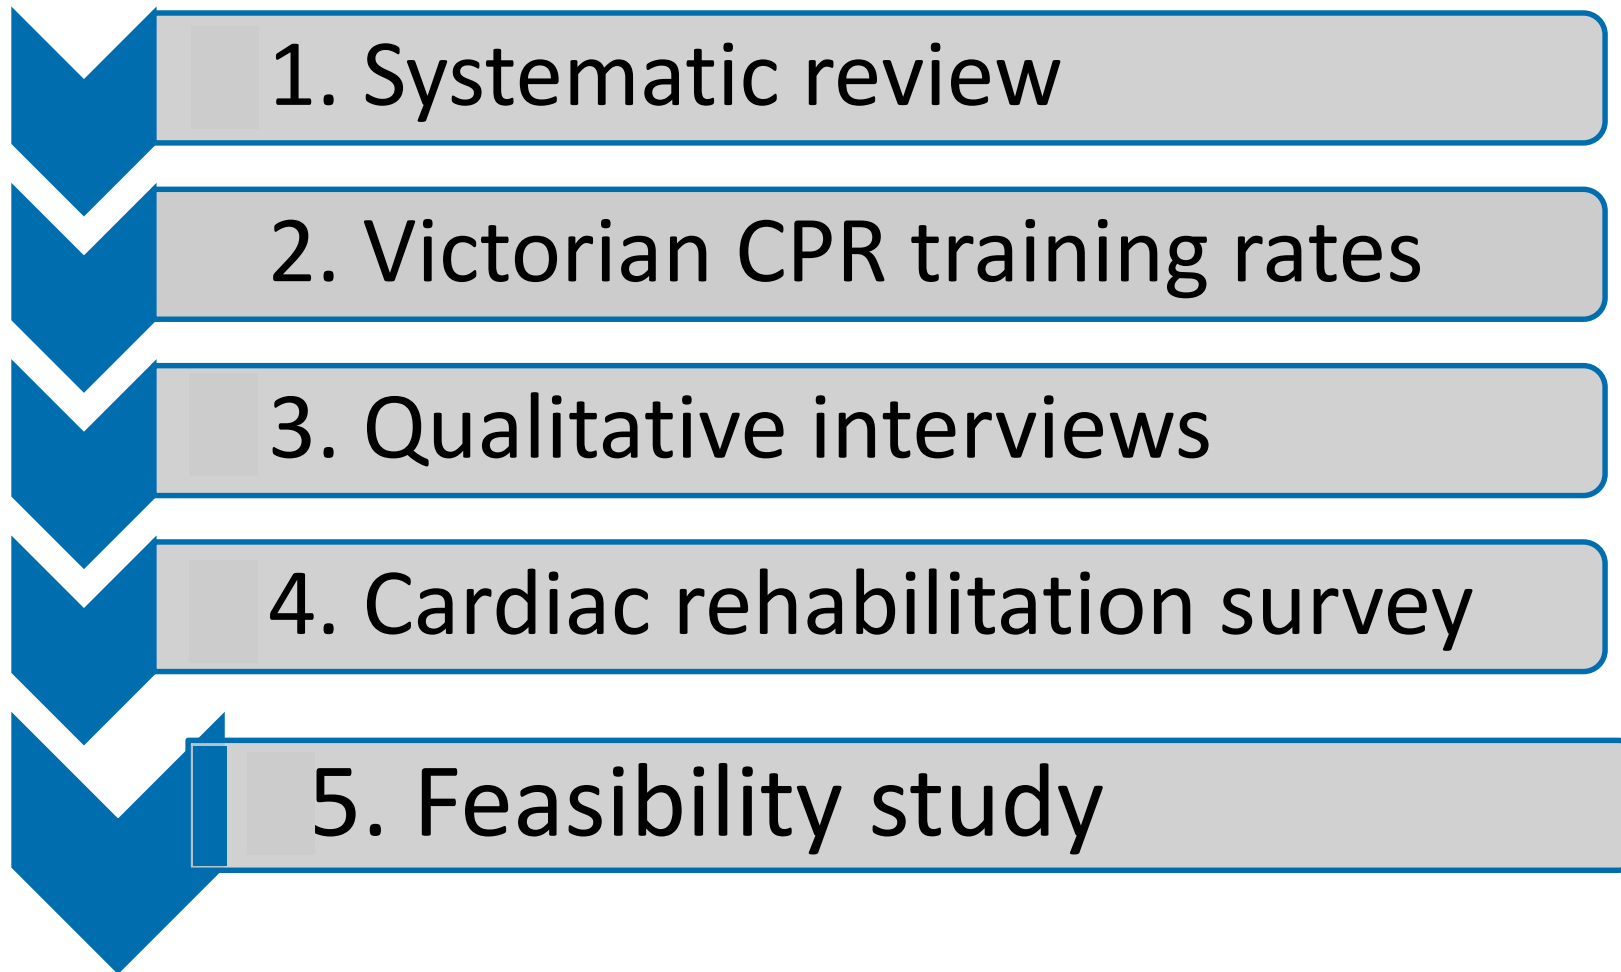 1. Systematic review
2. Victorian CPR training rates
3. Qualitative interviews
4. Cardiac rehabilitation survey
5. Feasibility study